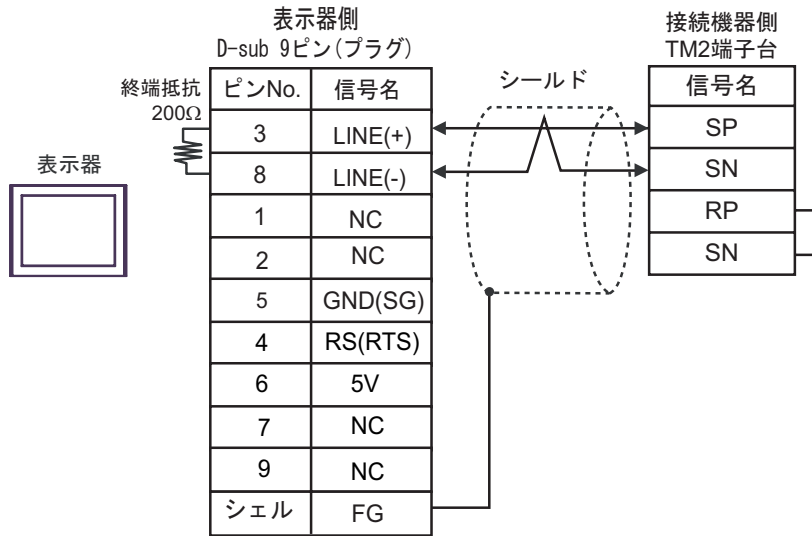 表示器側
D-sub 9ピン(プラグ)
接続機器側
TM2端子台
終端抵抗
200Ω
シールド
表示器
ピンNo. 信号名
3 LINE(+)
8 LINE(-)
1 NC
2 NC
5 GND(SG)
4 RS(RTS)
6 5V
7 NC
9 NC
シェル FG
信号名
SP
SN
RP
SN